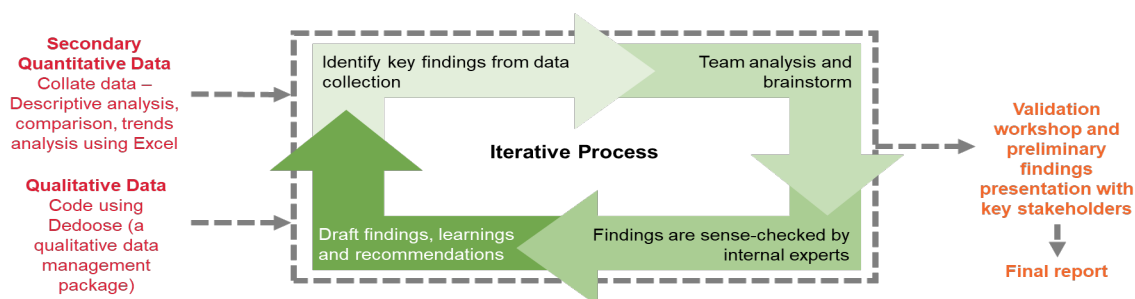 Secondary
Quantitative Data
Collate data –
Descriptive analysis,
comparison, trends
analysis using Excel
Qualitative Data
Code using
Dedoose (a
qualitative data
management
package)
Identify key findings from data
collection
Team analysis and
brainstorm
Iterative Process
Draft findings, learnings
and recommendations
Findings are sense-checked by
internal experts
Validation
workshop and
preliminary
findings
presentation with
key stakeholders
Final report